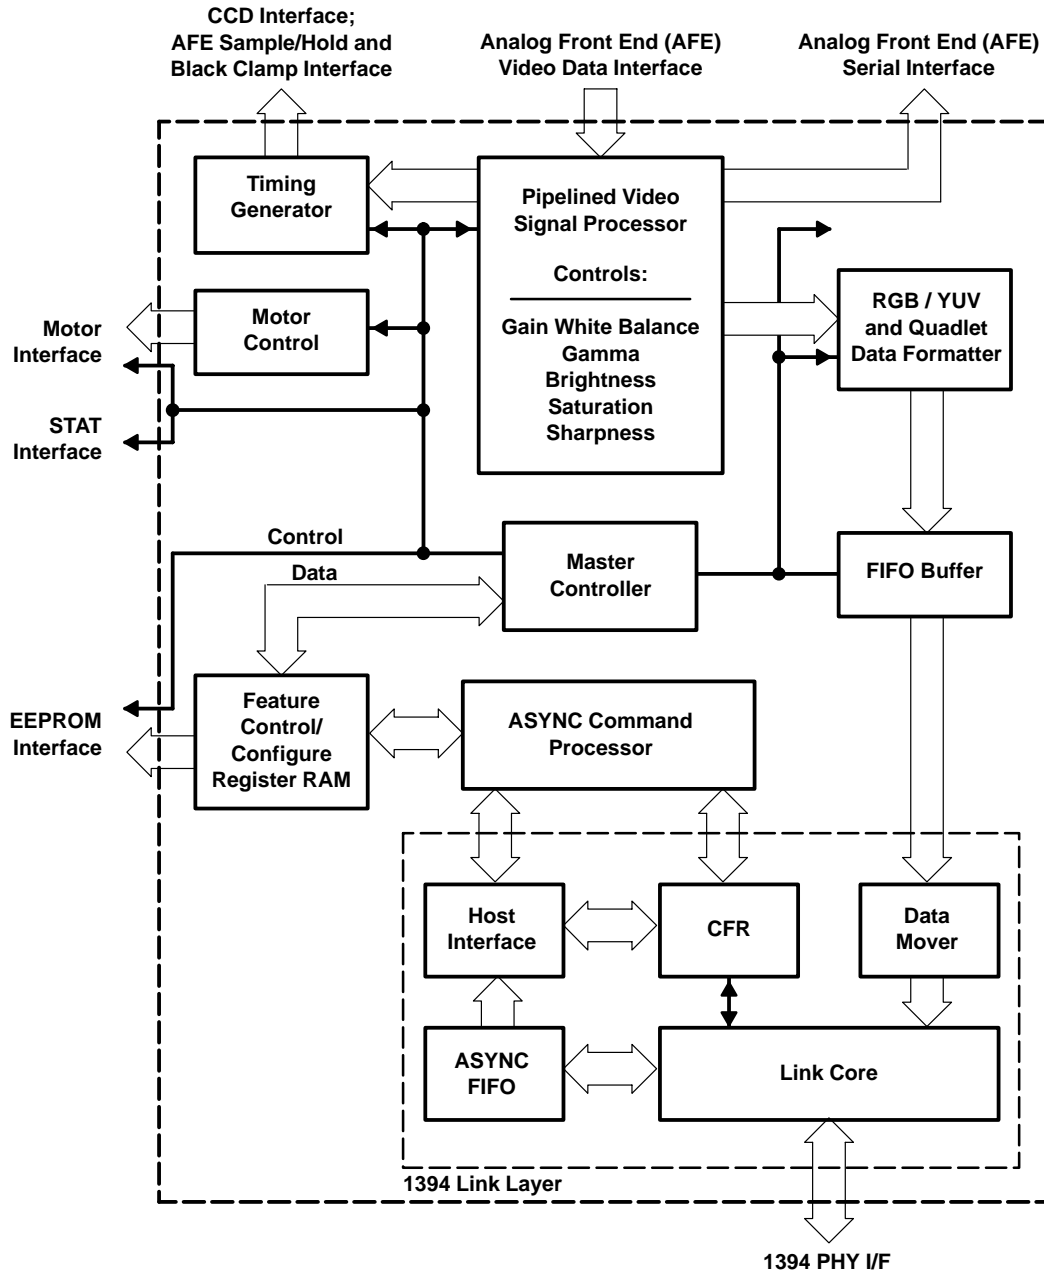 CCD Interface;
AFE Sample/Hold and
Black Clamp Interface
Analog Front End (AFE)
Video Data Interface
Analog Front End (AFE)
Serial Interface
Timing
Generator
Pipelined Video
Signal Processor
Controls:
Gain White Balance
Gamma
Brightness
Saturation
Sharpness
Motor
Control
RGB / YUV
and Quadlet
Data Formatter
Motor
Interface
STAT
Interface
Control
Data
Master
Controller
FIFO Buffer
EEPROM
Interface
Feature
Control/
Configure
Register RAM
ASYNC Command
Processor
Host
Interface
CFR
Data
Mover
ASYNC
FIFO
Link Core
1394 Link Layer
1394 PHY I/F